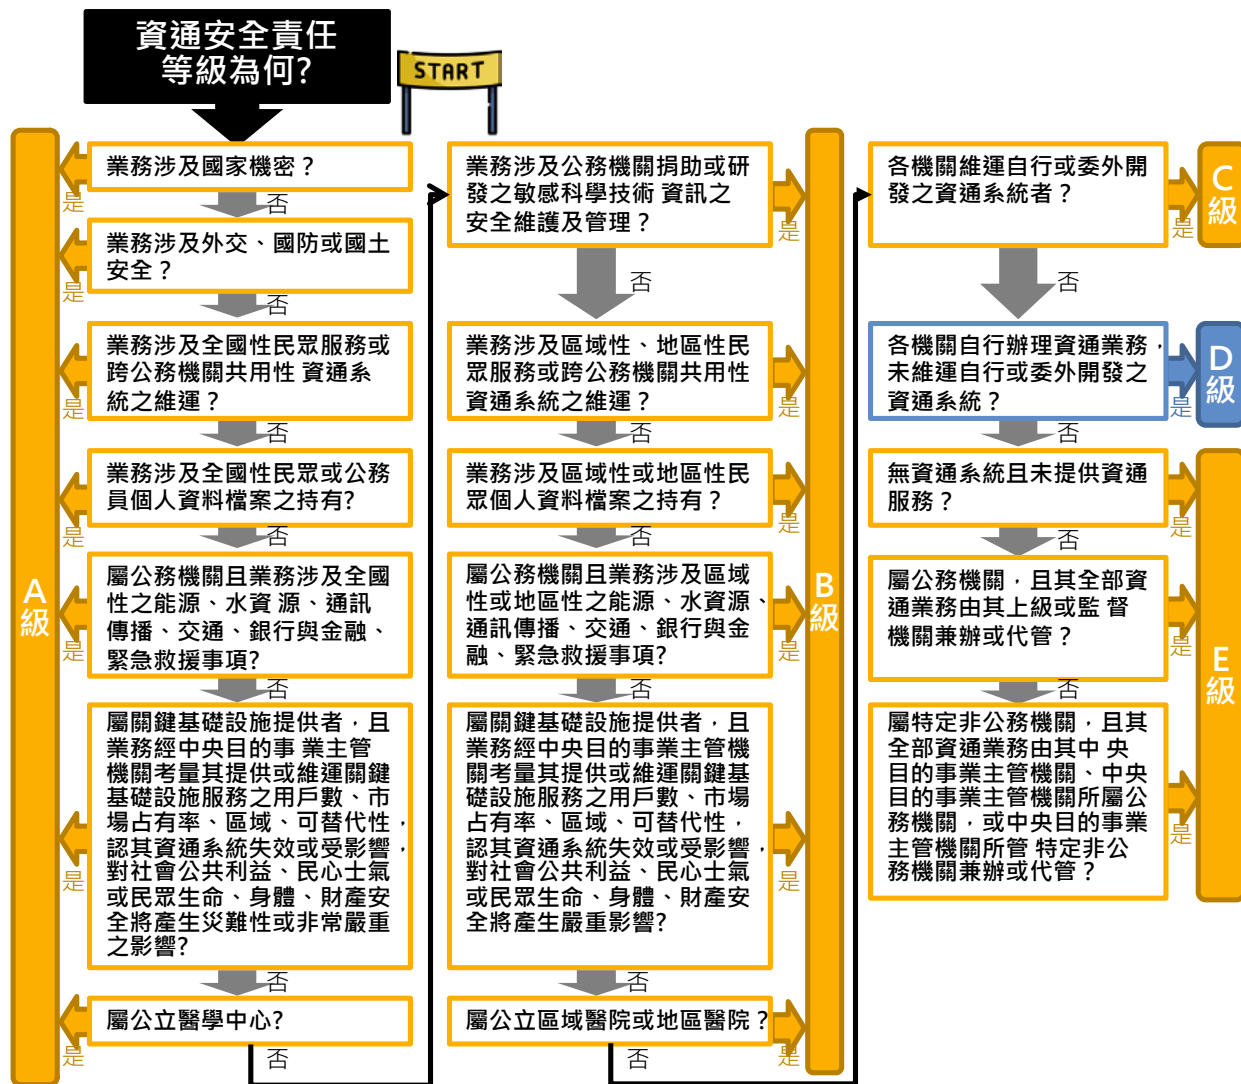 資通安全責任
等級為何?
START
A
級
業務涉及國家機密？
是
否
業務涉及外交、國防或國土
安全？
是
否
業務涉及全國性民眾服務或
跨公務機關共用性 資通系
統之維運？
是
否
業務涉及全國性民眾或公務
員個人資料檔案之持有?
是
否
屬公務機關且業務涉及全國
性之能源、水資 源、通訊
傳播、交通、銀行與金融、
緊急救援事項?
是
否
屬關鍵基礎設施提供者，且
業務經中央目的事 業主管
機關考量其提供或維運關鍵
基礎設施服務之用戶數、市
場占有率、區域、可替代性，
認其資通系統失效或受影響，
對社會公共利益、民心士氣
或民眾生命、身體、財產安
全將產生災難性或非常嚴重
之影響?
是
否
屬公立醫學中心?
是
否
業務涉及公務機關捐助或研
發之敏感科學技術 資訊之
安全維護及管理？
是
否
業務涉及區域性、地區性民
眾服務或跨公務機關共用性
資通系統之維運？
是
否
業務涉及區域性或地區性民
眾個人資料檔案之持有？
是
否
屬公務機關且業務涉及區域
性或地區性之能源、水資源、
通訊傳播、交通、銀行與金
融、緊急救援事項?
是
否
屬關鍵基礎設施提供者，且
業務經中央目的事業主管機
關考量其提供或維運關鍵基
礎設施服務之用戶數、市場
占有率、區域、可替代性，
認其資通系統失效或受影響，
對社會公共利益、民心士氣
或民眾生命、身體、財產安
全將產生嚴重影響?
是
否
屬公立區域醫院或地區醫院？
是
否
B
級
各機關維運自行或委外開
發之資通系統者？
是
否
C
級
各機關自行辦理資通業務，
未維運自行或委外開發之
資通系統？
是
否
D
級
無資通系統且未提供資通
服務？
是
否
屬公務機關，且其全部資
通業務由其上級或監 督
機關兼辦或代管？
是
否
屬特定非公務機關，且其
全部資通業務由其中 央
目的事業主管機關、中央
目的事業主管機關所屬公
務機關，或中央目的事業
主管機關所管 特定非公
務機關兼辦或代管？
是
E
級